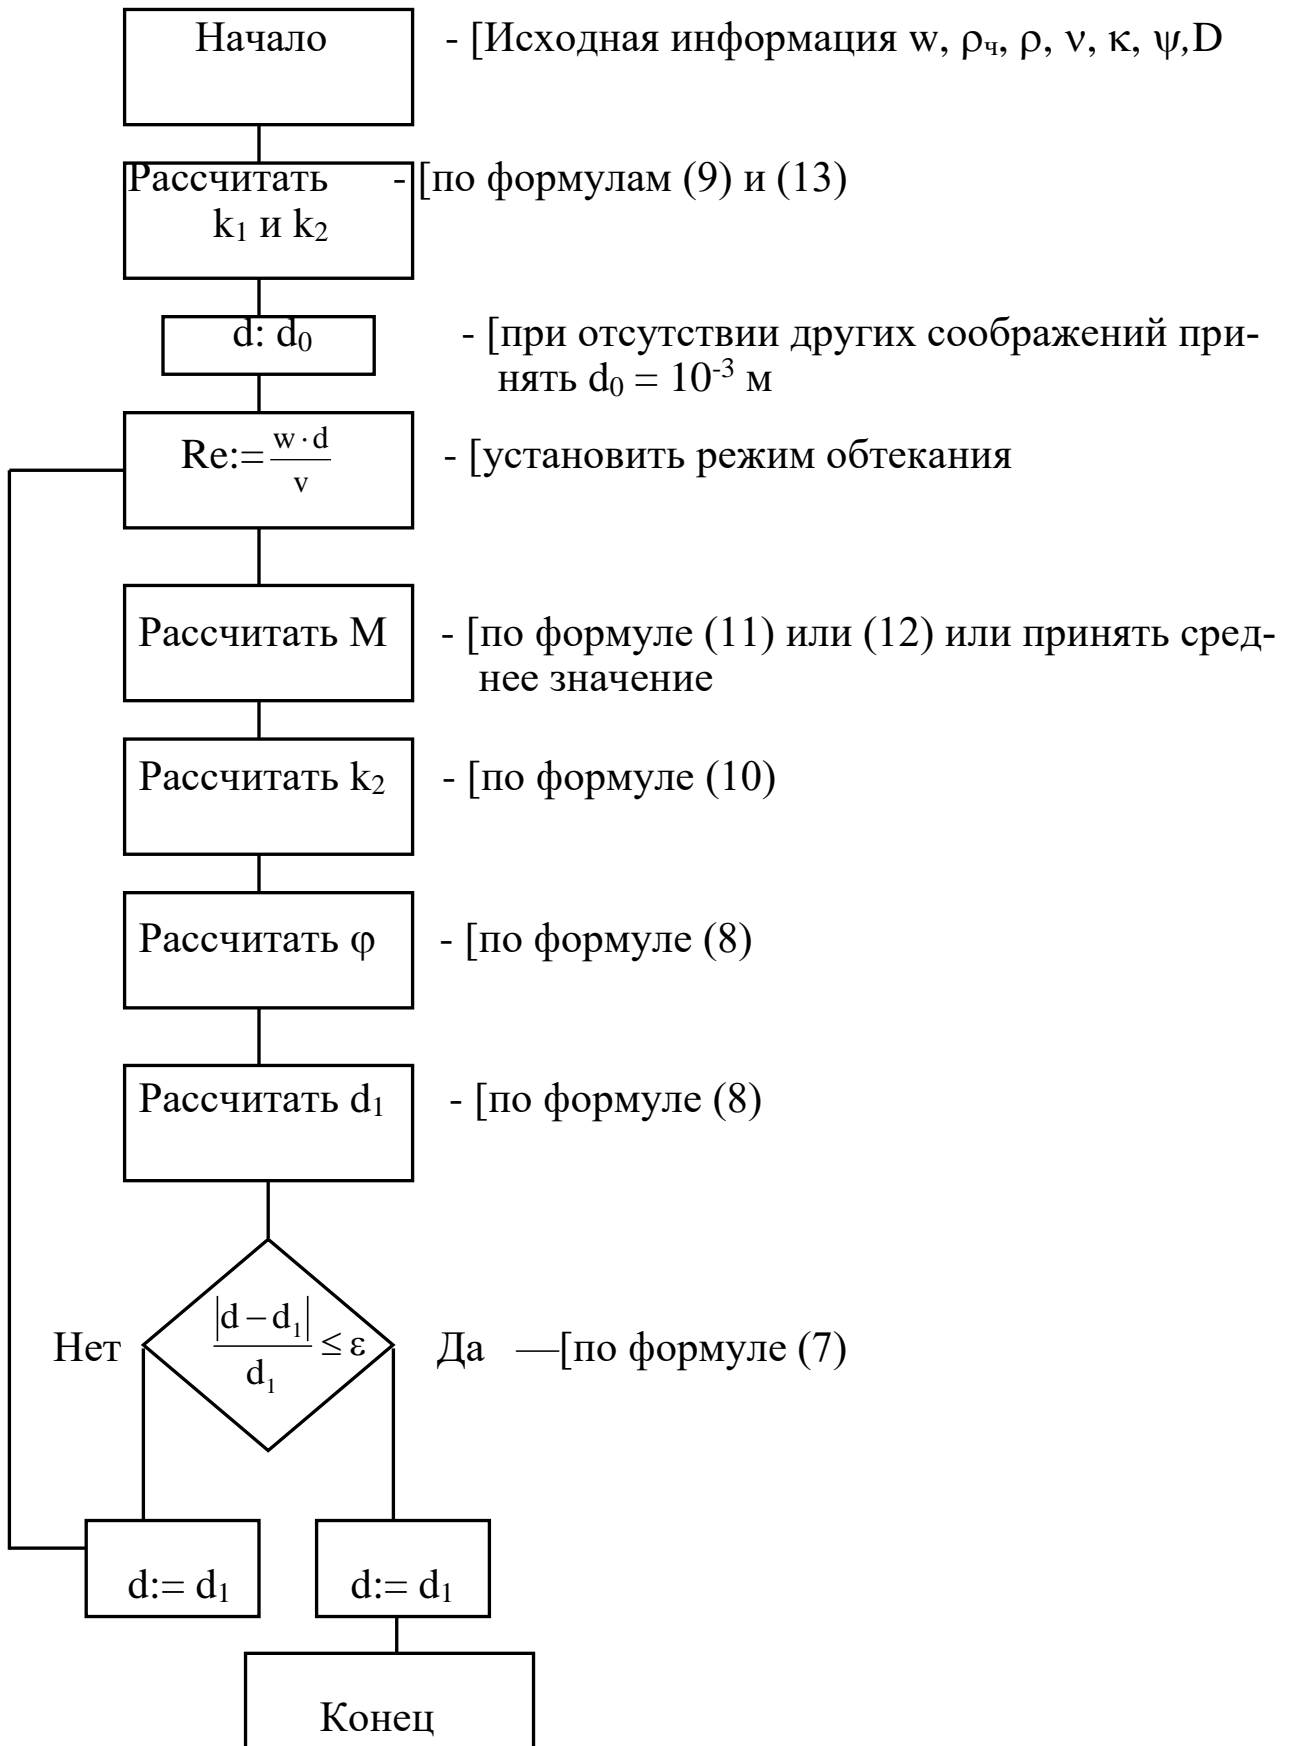 Начало - [Исходная информация w, ρч, ρ, ν, κ, ψ,D
Рассчитать - [по формулам (9) и (13)
k₁ и k₂
d: d₀ - [при отсутствии других соображений при-
нять d₀ = 10⁻³ м
Re:= w · d / v - [установить режим обтекания
Рассчитать M - [по формуле (11) или (12) или принять сред-
нее значение
Рассчитать k₂ - [по формуле (10)
Рассчитать φ - [по формуле (8)
Рассчитать d₁ - [по формуле (8)
Нет |d – d₁| / d₁ ≤ ε Да —[по формуле (7)
d:= d₁ d:= d₁
Конец